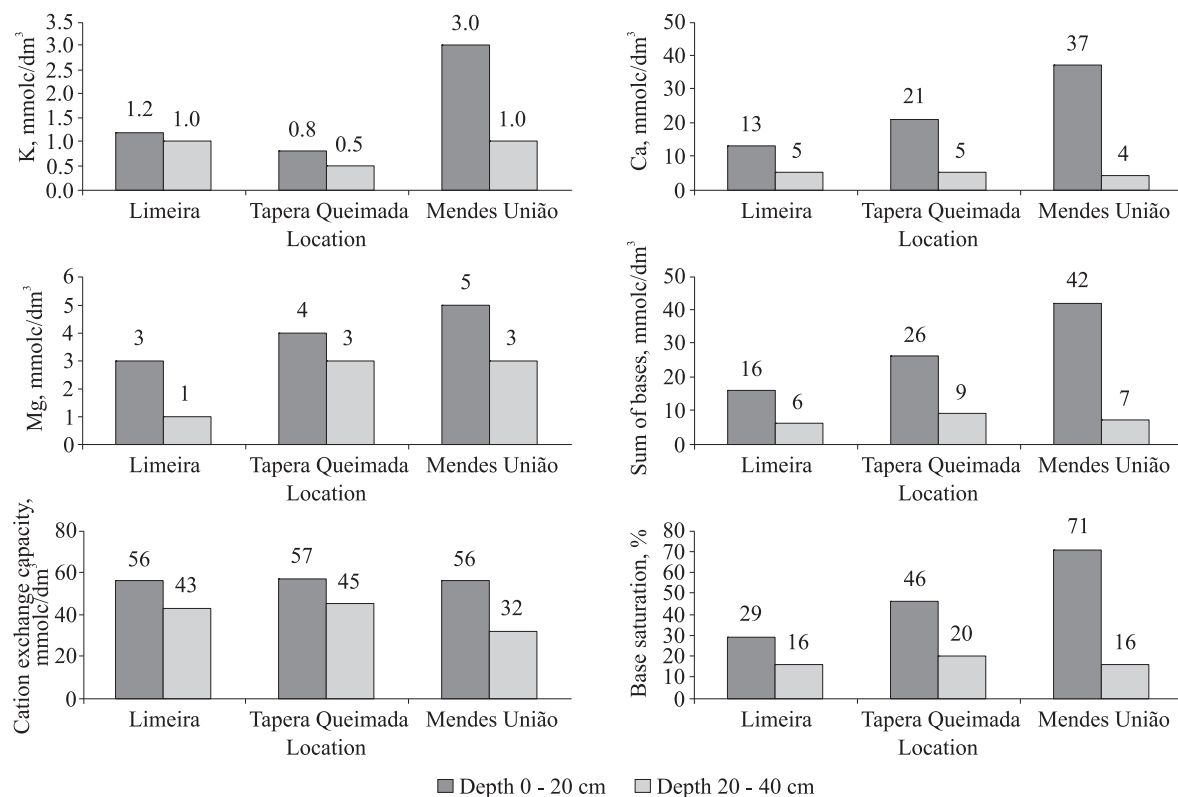 K, mmolc/dm³
3.5
3.0
2.5
2.0
1.5
1.0
0.5
0.0
1.2
1.0
0.8
0.5
3.0
1.0
Limeira
Tapera Queimada
Mendes União
Location
Ca, mmolc/dm³
50
40
30
20
10
0
13
5
21
5
37
4
Limeira
Tapera Queimada
Mendes União
Location
Mg, mmolc/dm³
6
5
4
3
2
1
0
3
1
4
3
5
3
Limeira
Tapera Queimada
Mendes União
Location
Sum of bases, mmolc/dm³
50
40
30
20
10
0
16
6
26
9
42
7
Limeira
Tapera Queimada
Mendes União
Location
Cation exchange capacity,
mmolc/dm³
80
60
40
20
0
56
43
57
45
56
32
Limeira
Tapera Queimada
Mendes União
Location
Base saturation, %
80
70
60
50
40
30
20
10
0
29
16
46
20
71
16
Limeira
Tapera Queimada
Mendes União
Location
Depth 0 - 20 cm
Depth 20 - 40 cm